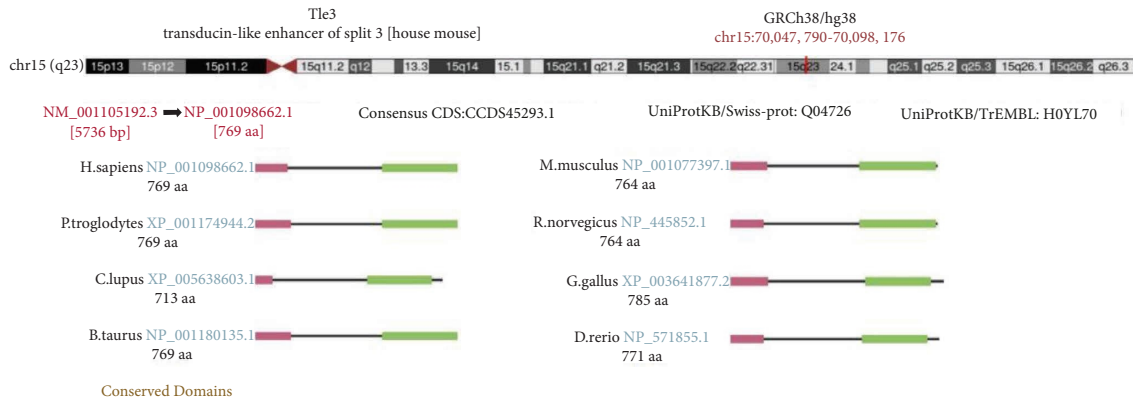 Tle3
transducin-like enhancer of split 3 [house mouse]
GRCh38/hg38
chr15:70,047, 790-70,098, 176
chr15 (q23) 15p13 15p12 15p11.2 15q11.2 q12 13.3 15q14 15.1 15q21.1 q21.2 15q21.3 15q22.2 q22.31 15q23 24.1 q25.1 q25.2 q25.3 15q26.1 15q26.2 q26.3
NM_001105192.3 NP_001098662.1
[5736 bp] [769 aa]
Consensus CDS:CCDS45293.1
UniProtKB/Swiss-prot: Q04726
UniProtKB/TrEMBL: H0YL70
H.sapiens NP_001098662.1
769 aa
P.troglodytes XP_001174944.2
769 aa
C.lupus XP_005638603.1
713 aa
B.taurus NP_001180135.1
769 aa
M.musculus NP_001077397.1
764 aa
R.norvegicus NP_445852.1
764 aa
G.gallus XP_003641877.2
785 aa
D.rerio NP_571855.1
771 aa
Conserved Domains